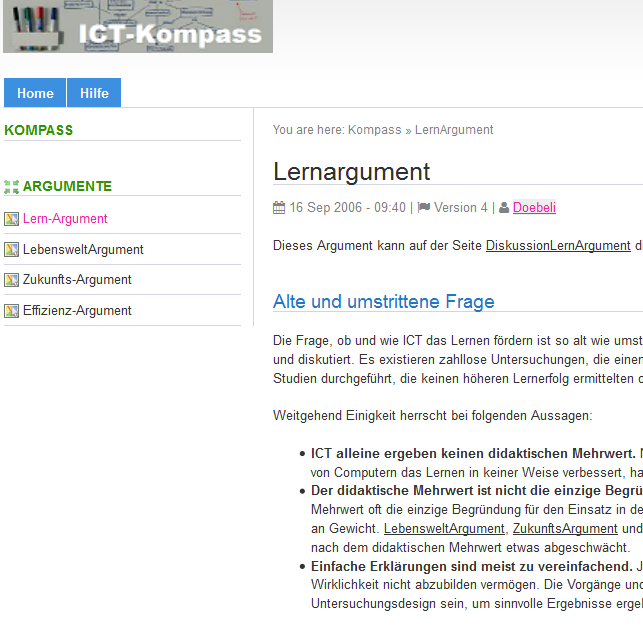 ICT-Kompass
Home Hilfe
KOMPASS
ARGUMENTE
Lern-Argument
LebensweltArgument
Zukunfts-Argument
Effizienz-Argument
You are here: Kompass » LernArgument
Lernargument
16 Sep 2006 - 09:40 | Version 4 | Doebeli
Dieses Argument kann auf der Seite DiskussionLernArgument d
Alte und umstrittene Frage
Die Frage, ob und wie ICT das Lernen fördern ist so alt wie umst
und diskutiert. Es existieren zahllose Untersuchungen, die einen
Studien durchgeführt, die keinen höheren Lernerfolg ermittelten o
Weitgehend Einigkeit herrscht bei folgenden Aussagen:
• ICT alleine ergeben keinen didaktischen Mehrwert. N
von Computern das Lernen in keiner Weise verbessert, ha
• Der didaktische Mehrwert ist nicht die einzige Begrü
Mehrwert oft die einzige Begründung für den Einsatz in de
an Gewicht. LebensweltArgument, ZukunftsArgument und
nach dem didaktischen Mehrwert etwas abgeschwächt.
• Einfache Erklärungen sind meist zu vereinfachend. J
Wirklichkeit nicht abzubilden vermögen. Die Vorgänge und
Untersuchungsdesign sein, um sinnvolle Ergebnisse ergel